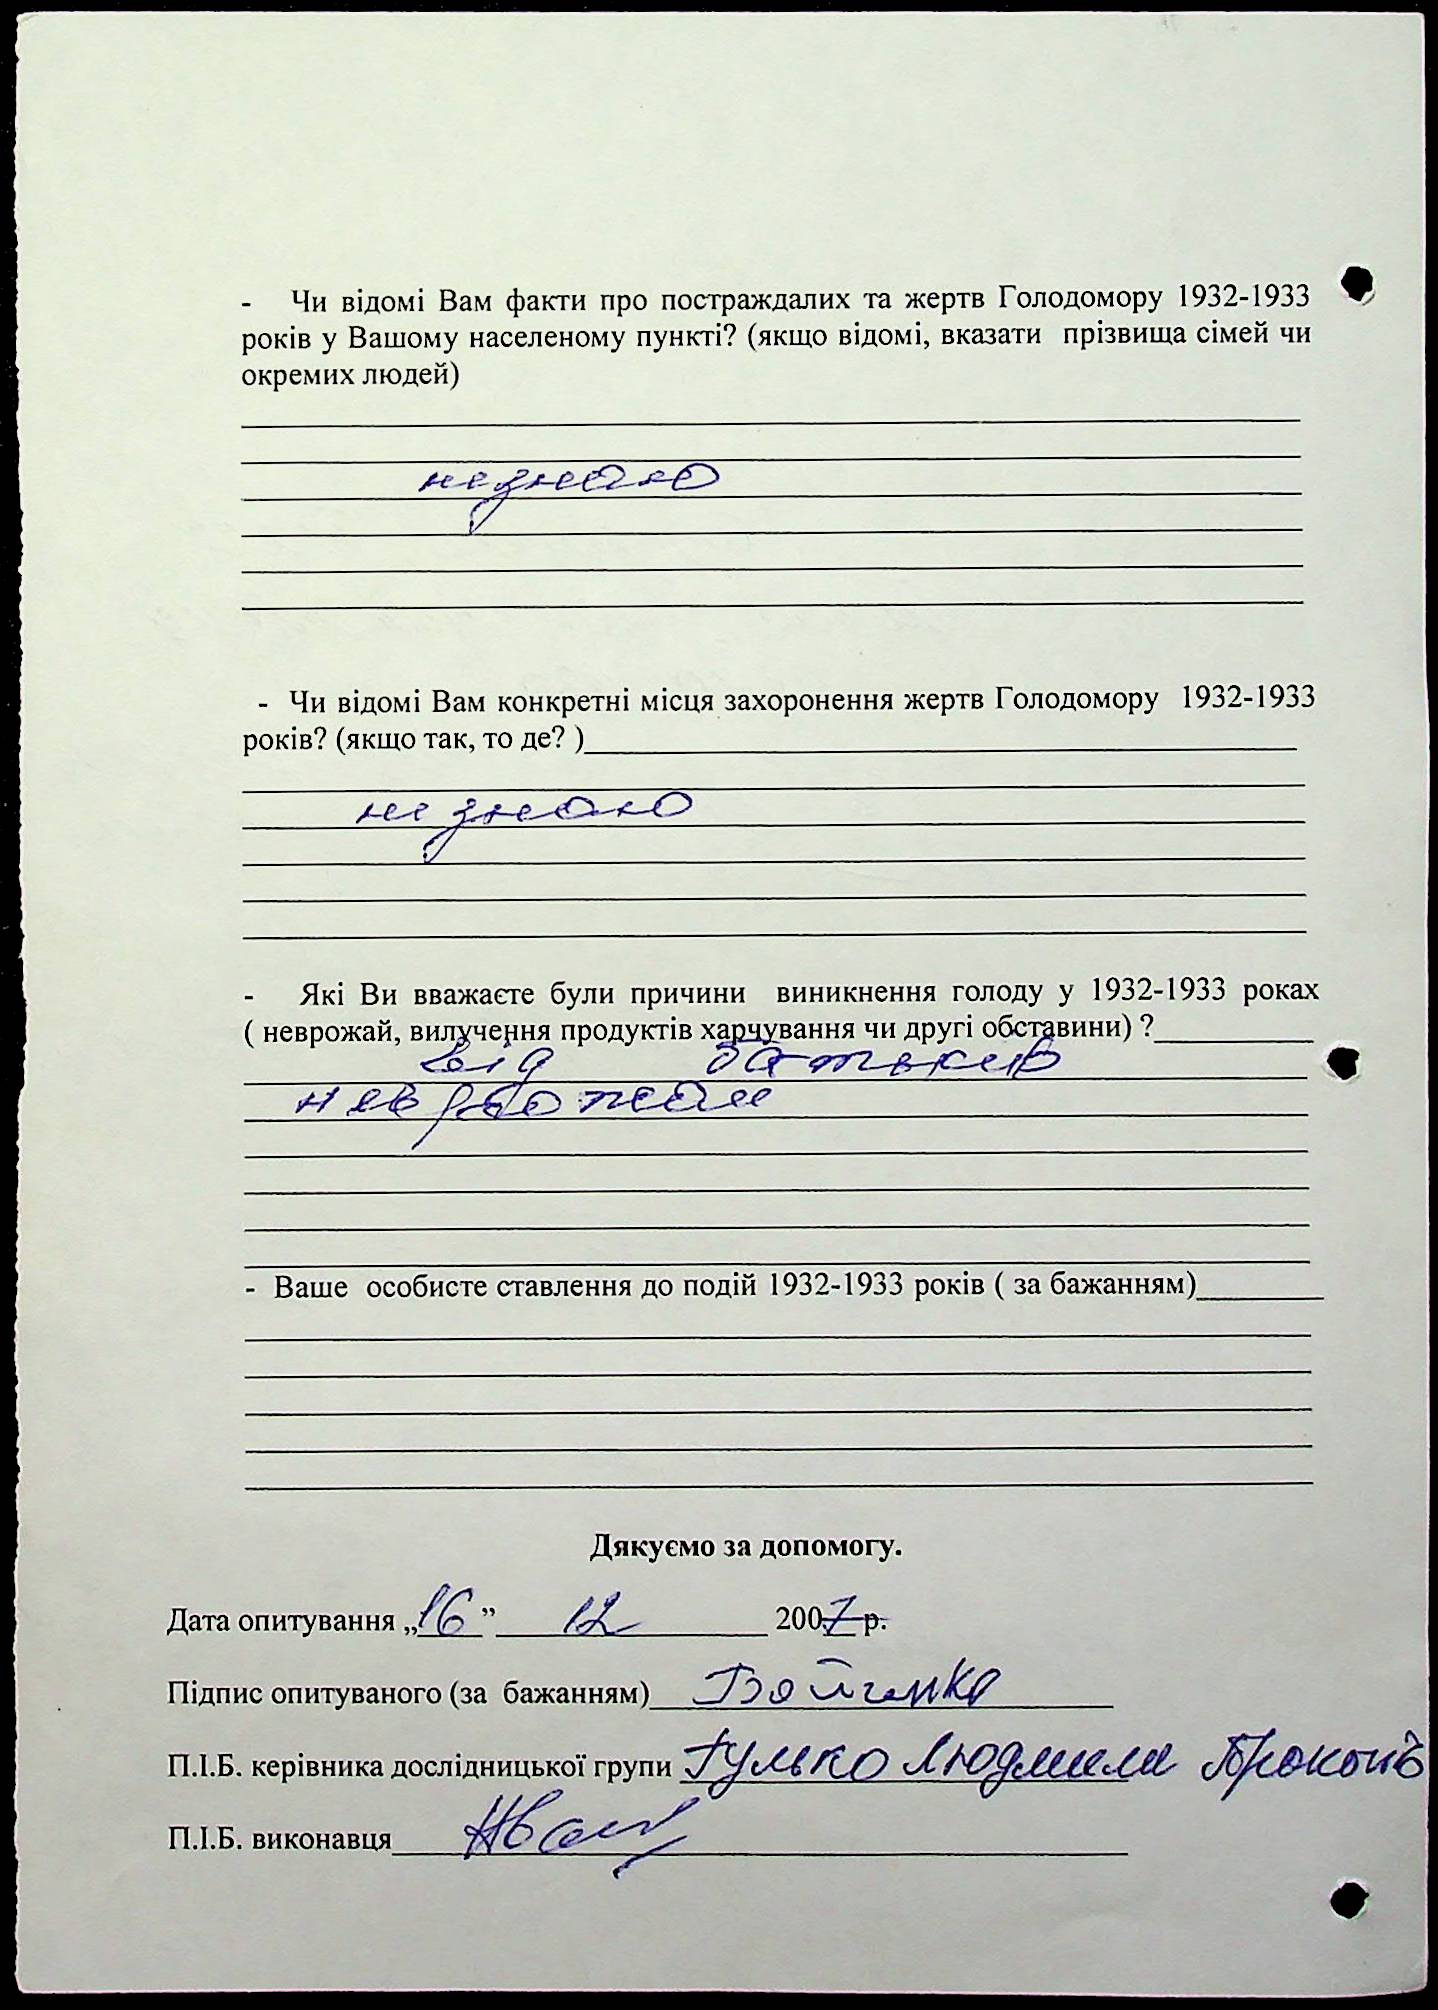 - Чи відомі Вам факти про постраждалих та жертв Голодомору 1932-1933
років у Вашому населеному пункті? (якщо відомі, вказати прізвища сімей чи
окремих людей)
незнаю
- Чи відомі Вам конкретні місця захоронення жертв Голодомору 1932-1933
років? (якщо так, то де? )
не знаю
- Які Ви вважаєте були причини виникнення голоду у 1932-1933 роках
( неврожай, вилучення продуктів харчування чи другі обставини) ?
від батьків
неврожаи
- Ваше особисте ставлення до подій 1932-1933 років ( за бажанням)
Дякуємо за допомогу.
Дата опитування „16” 12 2007 р.
Підпис опитуваного (за бажанням)
П.І.Б. керівника дослідницької групи Гулько Людмила
П.І.Б. виконавця